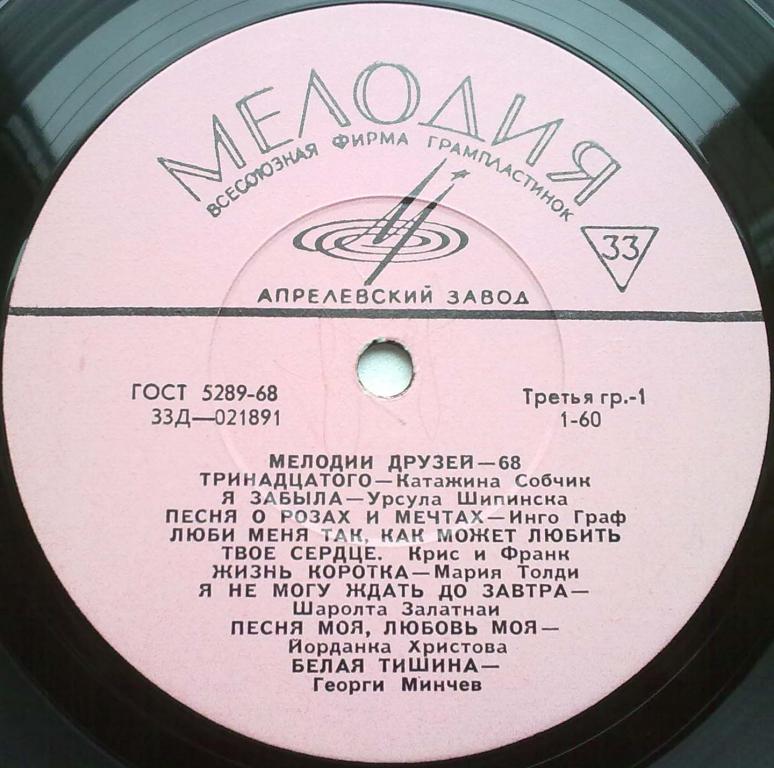 МЕЛОДИЯ
ВСЕСОЮЗНАЯ ФИРМА ГРАМПЛАСТИНОК
33
АПРЕЛЕВСКИЙ ЗАВОД
ГОСТ 5289-68
33Д—021891
Третья гр.-1
1-60
МЕЛОДИИ ДРУЗЕЙ—68
ТРИНАДЦАТОГО—Катажина Собчик
Я ЗАБЫЛА—Урсула Шипинска
ПЕСНЯ О РОЗАХ И МЕЧТАХ—Инго Граф
ЛЮБИ МЕНЯ ТАК, КАК МОЖЕТ ЛЮБИТЬ
ТВОЕ СЕРДЦЕ. Крис и Франк
ЖИЗНЬ КОРОТКА—Мария Толди
Я НЕ МОГУ ЖДАТЬ ДО ЗАВТРА—
Шаролта Залатнаи
ПЕСНЯ МОЯ, ЛЮБОВЬ МОЯ—
Йорданка Христова
БЕЛАЯ ТИШИНА—
Георги Минчев